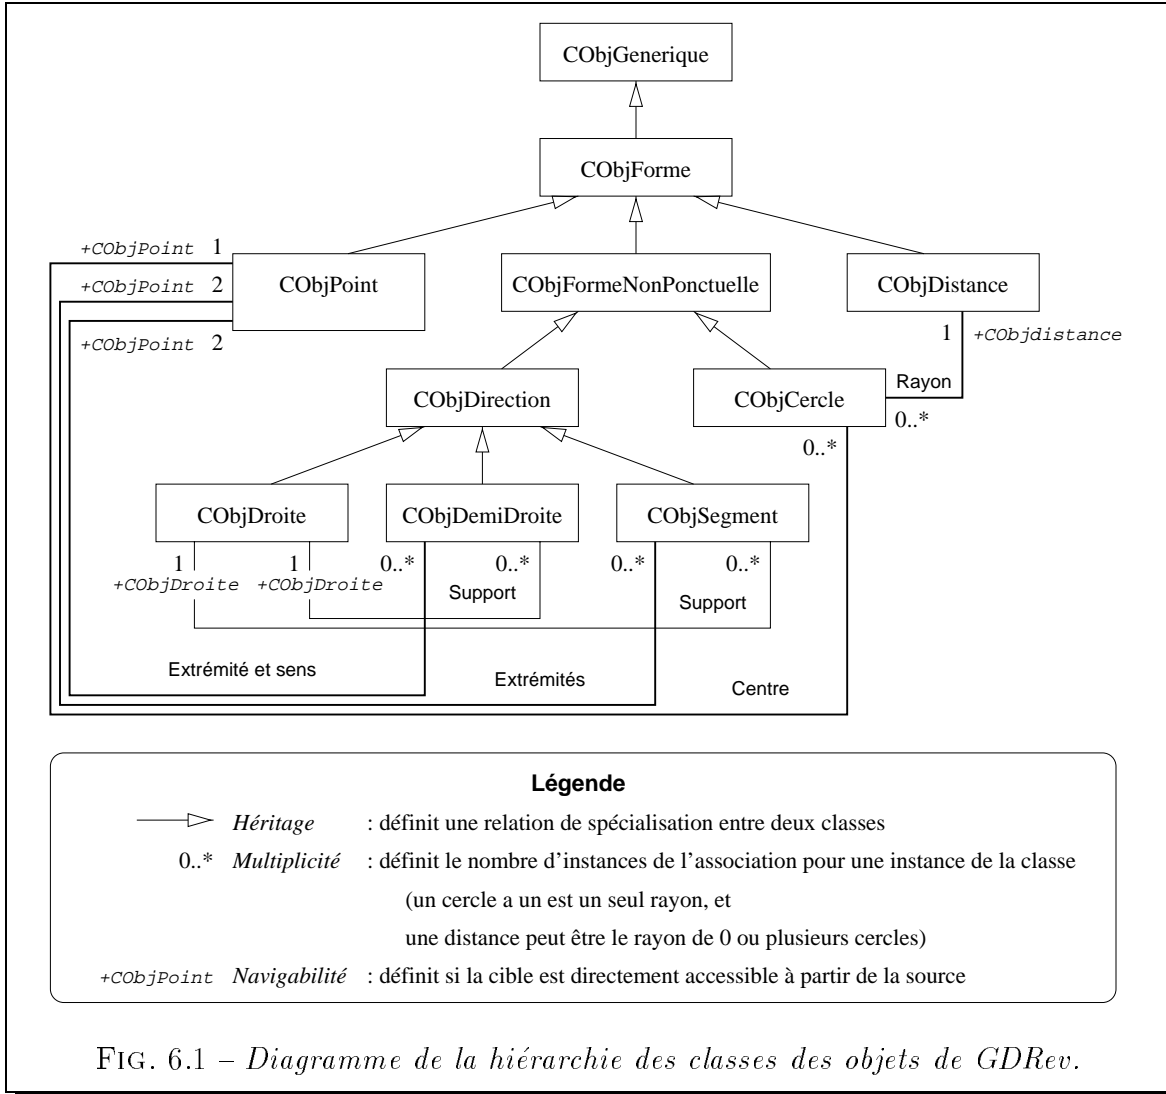 CObjGenerique
CObjForme
+CObjPoint 1
CObjPoint
CObjFormeNonPonctuelle
CObjDistance
+CObjPoint 2
+CObjPoint 2
1 +CObjdistance
Rayon
CObjDirection
CObjCercle
0..*
0..*
CObjDroite
CObjDemiDroite
CObjSegment
1 1 0..* 0..* 0..* 0..*
+CObjDroite +CObjDroite
Support
Support
Extrémité et sens
Extrémités
Centre
Légende
Héritage : définit une relation de spécialisation entre deux classes
0..* Multiplicité : définit le nombre d'instances de l'association pour une instance de la classe
(un cercle a un est un seul rayon, et
une distance peut être le rayon de 0 ou plusieurs cercles)
+CObjPoint Navigabilité : définit si la cible est directement accessible à partir de la source
FIG. 6.1 – Diagramme de la hiérarchie des classes des objets de GDRev.